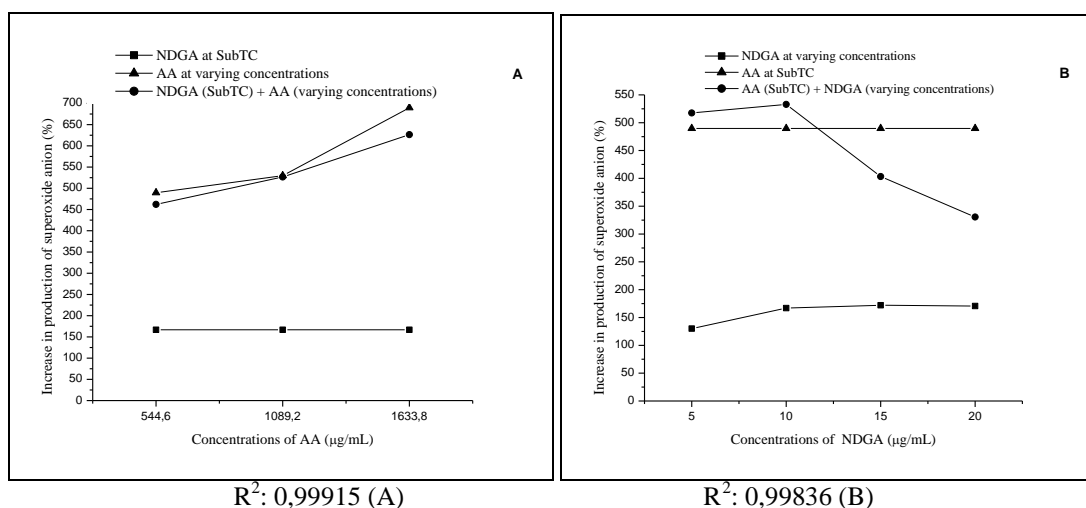 NDGA at SubTC
AA at varying concentrations
NDGA (SubTC) + AA (varying concentrations)
A
Increase in production of superoxide anion (%)
700
650
600
550
500
450
400
350
300
250
200
150
100
50
0
544,6 1089,2 1633,8
Concentrations of AA (µg/mL)
NDGA at varying concentrations
AA at SubTC
AA (SubTC) + NDGA (varying concentrations)
B
Increase in production of superoxide anion (%)
550
500
450
400
350
300
250
200
150
100
50
0
5 10 15 20
Concentrations of NDGA (µg/mL)
R²: 0,99915 (A)
R²: 0,99836 (B)